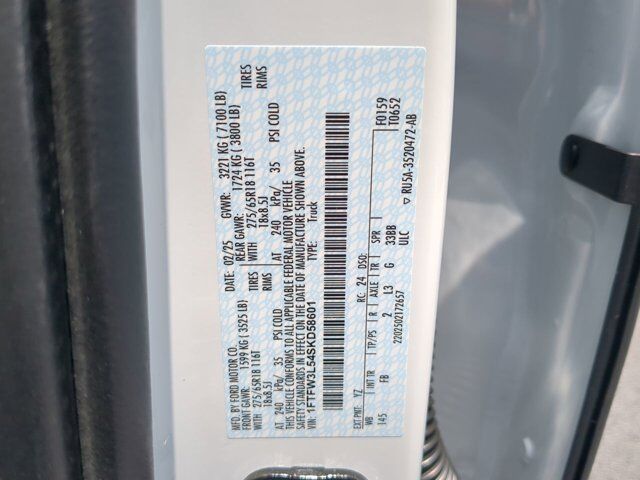 MFD. BY FORD MOTOR CO.
DATE: 02/25 GVWR: 3221 KG ( 7100 LB)
FRONT GAWR: 1599 KG ( 3525 LB) REAR GAWR: 1724 KG ( 3800 LB)
WITH 275/65R18 116T TIRES WITH 275/65R18 116T TIRES
18x8.5J RIMS 18x8.5J RIMS
AT 240 kPa/ 35 PSI COLD AT 240 kPa/ 35 PSI COLD
THIS VEHICLE CONFORMS TO ALL APPLICABLE FEDERAL MOTOR VEHICLE
SAFETY STANDARDS IN EFFECT ON THE DATE OF MANUFACTURE SHOWN ABOVE.
VIN: 1FTFW3L54SKD58601 TYPE: Truck
F0159
T0652
EXT PNT: YZ RC: 24 DSO:
WB INT TR TP/PS R AXLE TR SPR
145 FB 2 L3 G 33BB
ULC
2202502172657
▽ RU5A-3520472-AB